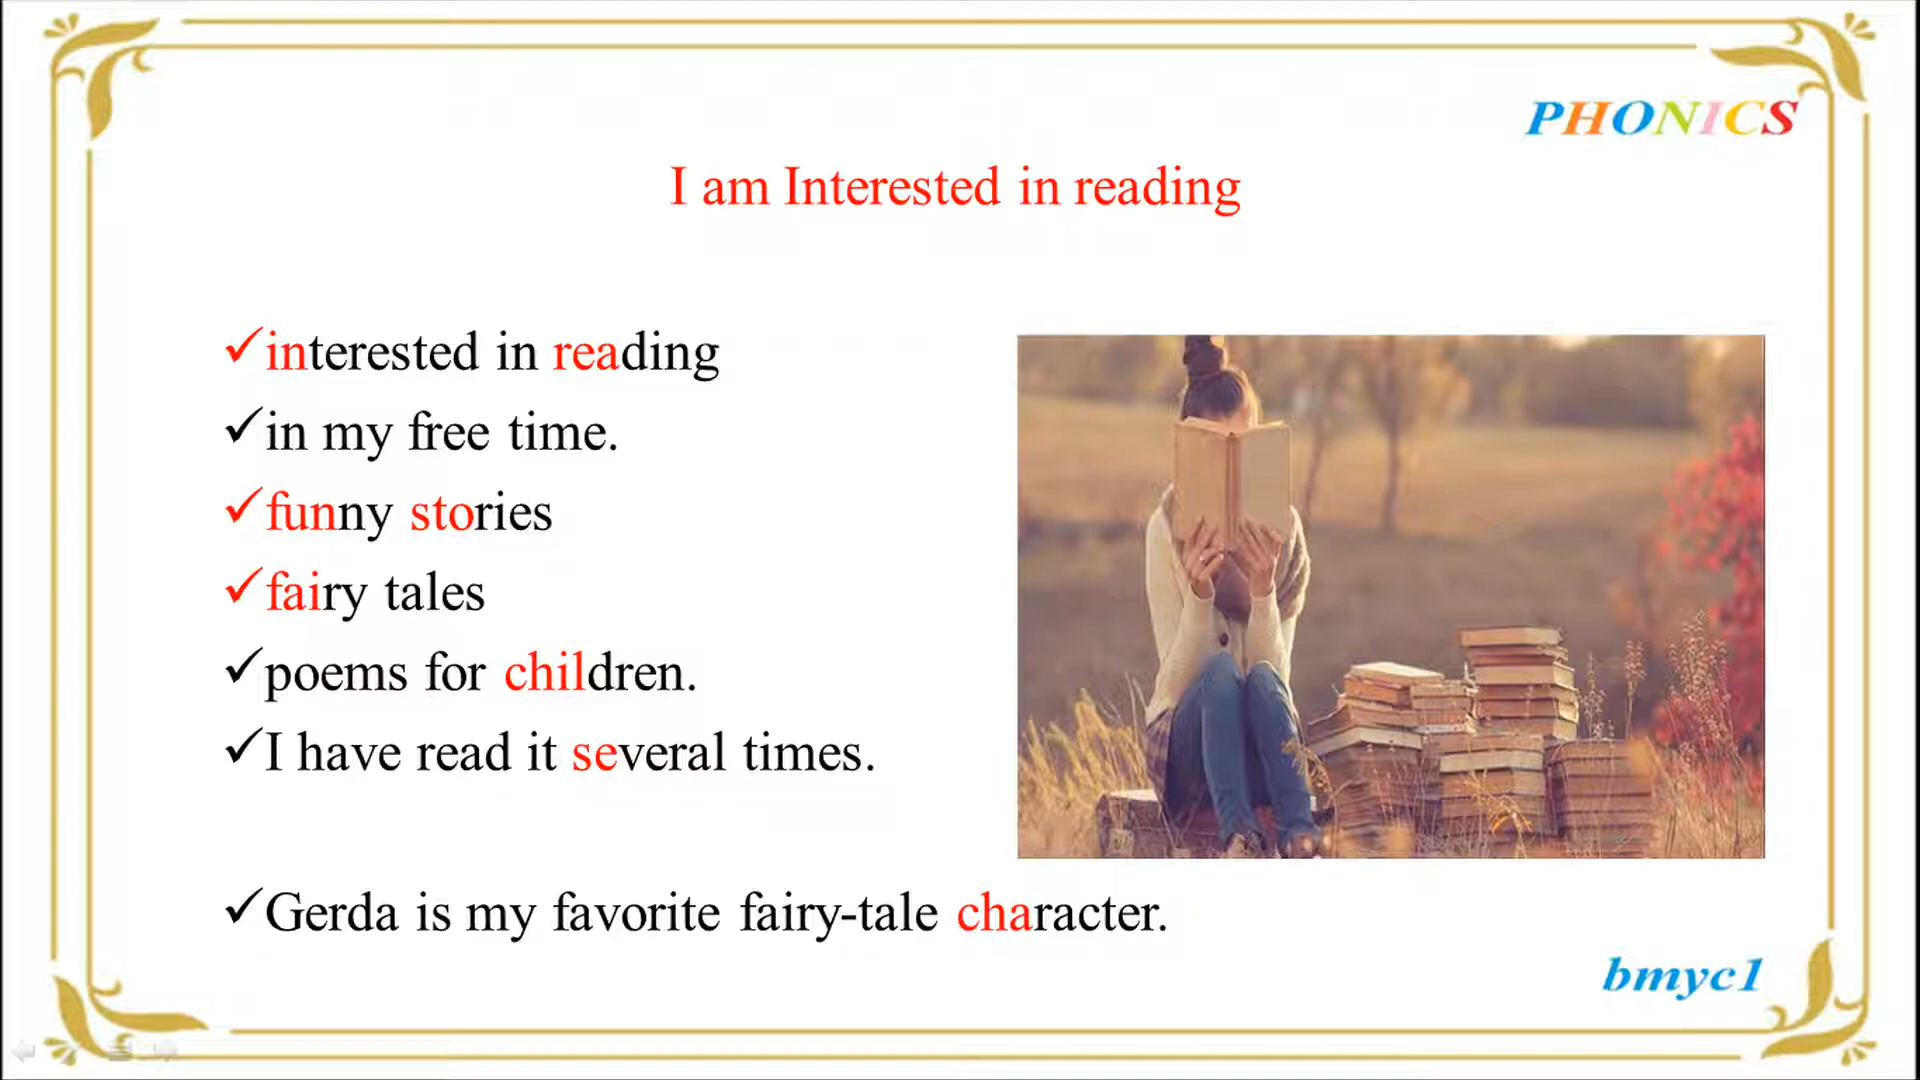 PHONICS
I am Interested in reading
✓interested in reading
✓in my free time.
✓funny stories
✓fairy tales
✓poems for children.
✓I have read it several times.
✓Gerda is my favorite fairy-tale character.
bmyc1